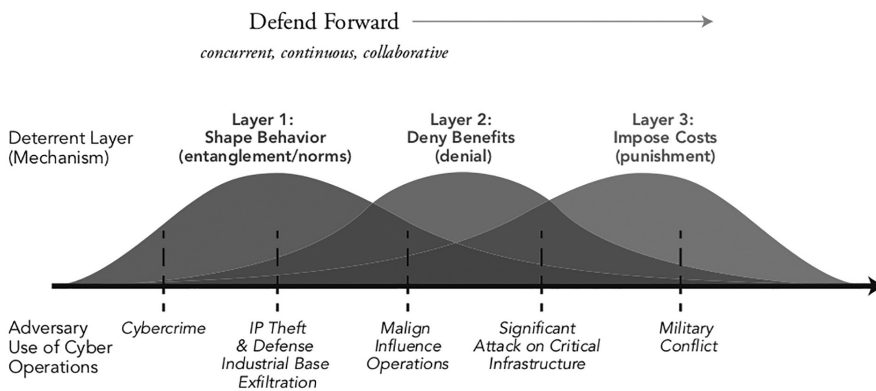 Defend Forward
concurrent, continuous, collaborative
Deterrent Layer
(Mechanism)
Layer 1:
Shape Behavior
(entanglement/norms)
Layer 2:
Deny Benefits
(denial)
Layer 3:
Impose Costs
(punishment)
Adversary
Use of Cyber
Operations
Cybercrime
IP Theft
& Defense
Industrial Base
Exfiltration
Malign
Influence
Operations
Significant
Attack on Critical
Infrastructure
Military
Conflict